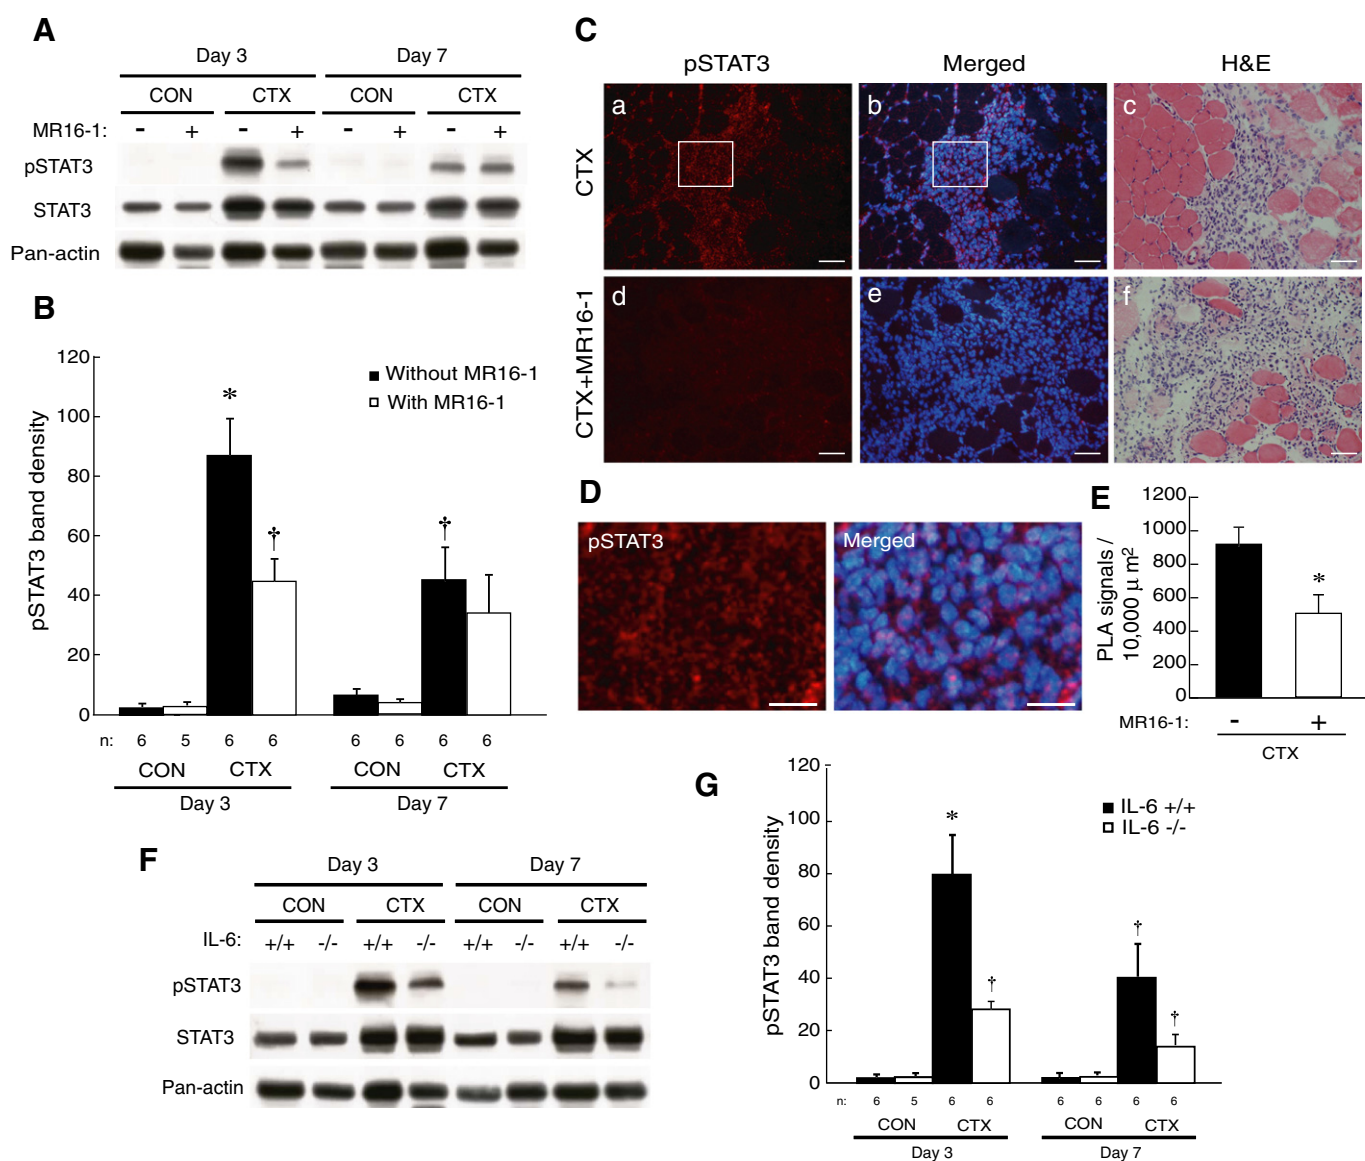 A
Day 3 Day 7
CON CTX CON CTX
MR16-1: - + - + - + - +
pSTAT3
STAT3
Pan-actin
B
120
100
80
60
40
20
0
pSTAT3 band density
Without MR16-1
With MR16-1
*
†
†
n: 6 5 6 6 6 6 6 6
CON CTX CON CTX
Day 3 Day 7
C
pSTAT3 Merged H&E
CTX
a b c
CTX+MR16-1
d e f
D
pSTAT3 Merged
E
1200
1000
800
600
400
200
0
PLA signals /
10,000 μ m2
*
MR16-1: - +
CTX
F
Day 3 Day 7
CON CTX CON CTX
IL-6: +/+ -/- +/+ -/- +/+ -/- +/+ -/-
pSTAT3
STAT3
Pan-actin
G
120
100
80
60
40
20
0
pSTAT3 band density
IL-6 +/+
IL-6 -/-
*
†
†
†
n: 6 5 6 6 6 6 6 6
CON CTX CON CTX
Day 3 Day 7